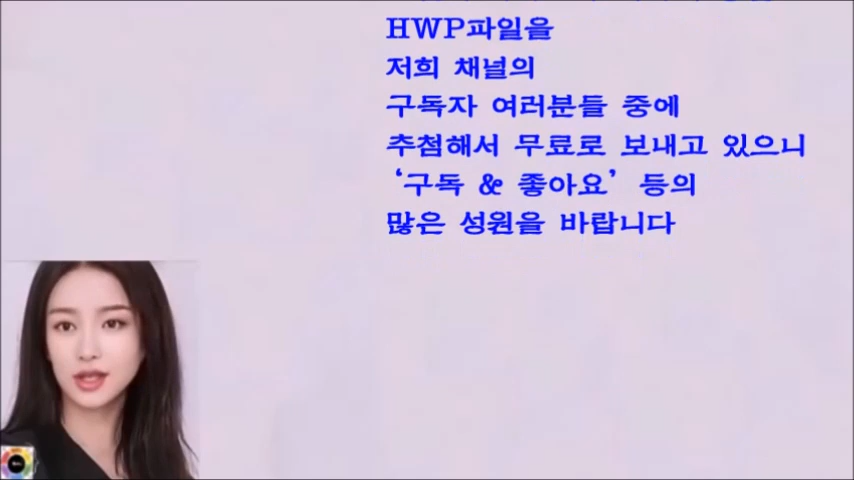 HWP파일을
저희 채널의
구독자 여러분들 중에
추첨해서 무료로 보내고 있으니
‘구독 & 좋아요’ 등의
많은 성원을 바랍니다